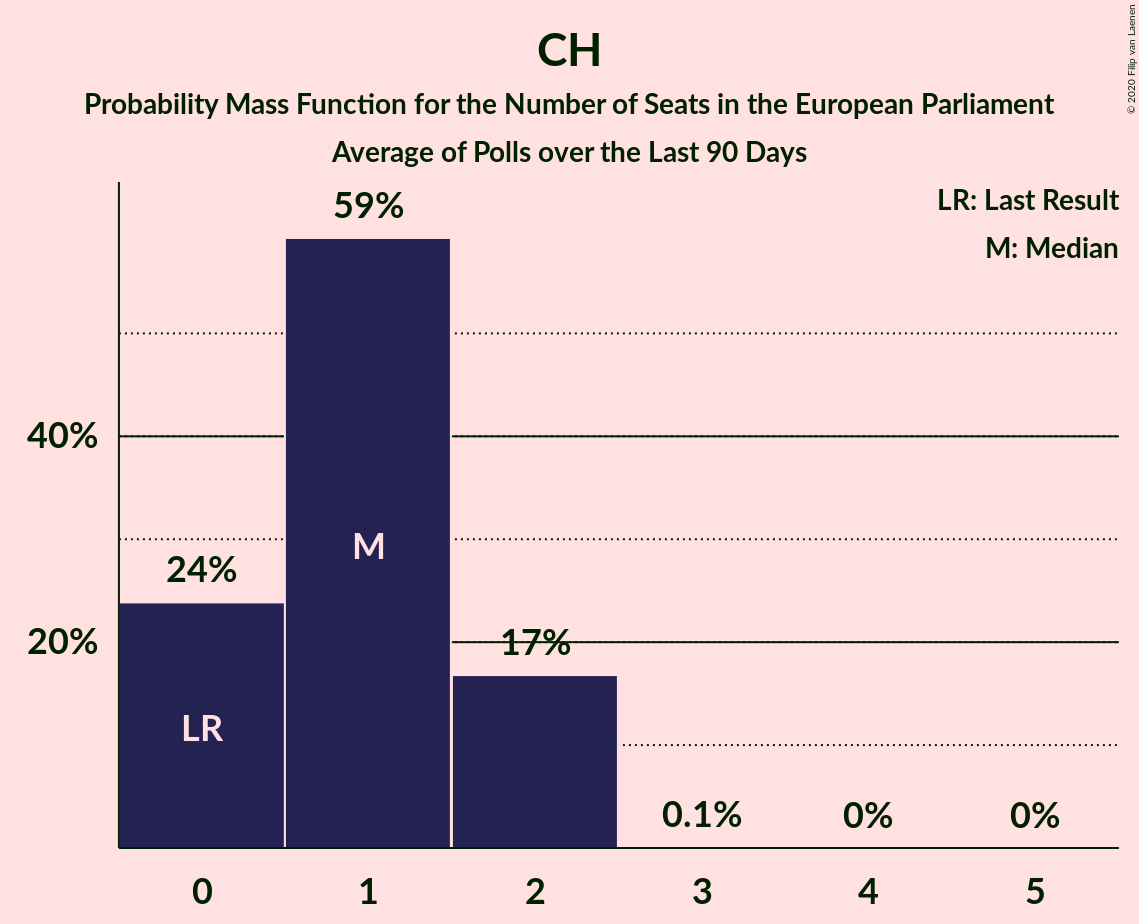 CH
Probability Mass Function for the Number of Seats in the European Parliament
Average of Polls over the Last 90 Days
© 2020 Filip van Laenen
LR: Last Result
M: Median
59%
40%
M
24%
20%
17%
LR
0.1%
0%
0%
0
1
2
3
4
5